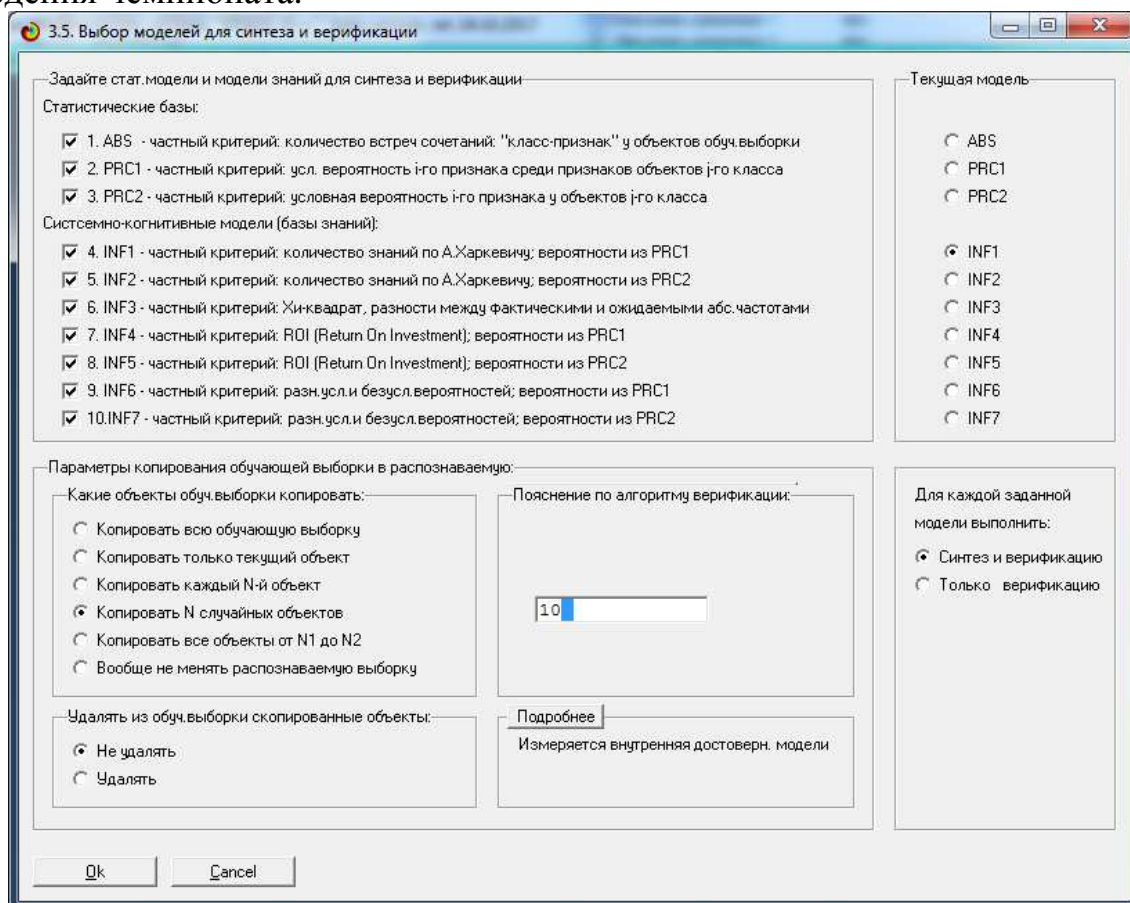 дения чемпионата.
3.5. Выбор моделей для синтеза и верификации
Задайте стат.модели и модели знаний для синтеза и верификации
Статистические базы:
1. ABS - частный критерий: количество встреч сочетаний: "класс-признак" у объектов обуч.выборки
2. PRC1 - частный критерий: усл. вероятность i-го признака среди признаков объектов j-го класса
3. PRC2 - частный критерий: условная вероятность i-го признака у объектов j-го класса
Систсемно-когнитивные модели (базы знаний):
4. INF1 - частный критерий: количество знаний по А.Харкевичу; вероятности из PRC1
5. INF2 - частный критерий: количество знаний по А.Харкевичу; вероятности из PRC2
6. INF3 - частный критерий: Хи-квадрат, разности между фактическими и ожидаемыми абс.частотами
7. INF4 - частный критерий: ROI (Return On Investment); вероятности из PRC1
8. INF5 - частный критерий: ROI (Return On Investment); вероятности из PRC2
9. INF6 - частный критерий: разн.усл.и безусл.вероятностей; вероятности из PRC1
10.INF7 - частный критерий: разн.усл.и безусл.вероятностей; вероятности из PRC2
Текущая модель
ABS
PRC1
PRC2
INF1
INF2
INF3
INF4
INF5
INF6
INF7
Параметры копирования обучающей выборки в распознаваемую:
Какие объекты обуч.выборки копировать:
Копировать всю обучающую выборку
Копировать только текущий объект
Копировать каждый N-й объект
Копировать N случайных объектов
Копировать все объекты от N1 до N2
Вообще не менять распознаваемую выборку
Пояснение по алгоритму верификации:
10
Удалять из обуч.выборки скопированные объекты:
Не удалять
Удалять
Подробнее
Измеряется внутренняя достоверн. модели
Для каждой заданной
модели выполнить:
Синтез и верификацию
Только верификацию
Ok
Cancel